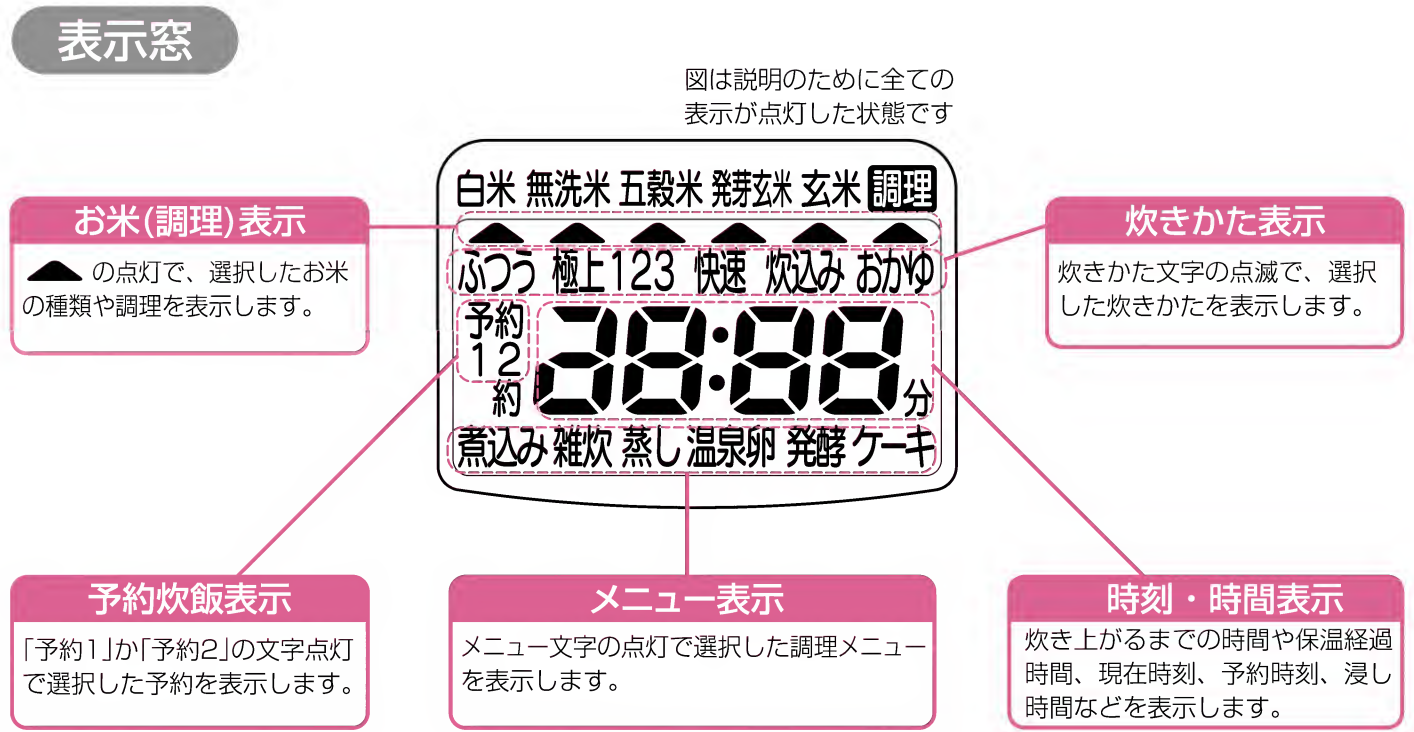 表示窓
図は説明のために全ての
表示が点灯した状態です
白米 無洗米 五穀米 発芽玄米 玄米 調理
ふつう 極上123 快速 炊込み おかゆ
予約
12
約 38:88 分
煮込み 雑炊 蒸し 温泉卵 発酵 ケーキ
お米(調理)表示
の点灯で、選択したお米
の種類や調理を表示します。
炊きかた表示
炊きかた文字の点滅で、選択
した炊きかたを表示します。
予約炊飯表示
「予約1」か「予約2」の文字点灯
で選択した予約を表示します。
メニュー表示
メニュー文字の点灯で選択した調理メニュー
を表示します。
時刻・時間表示
炊き上がるまでの時間や保温経過
時間、現在時刻、予約時刻、浸し
時間などを表示します。